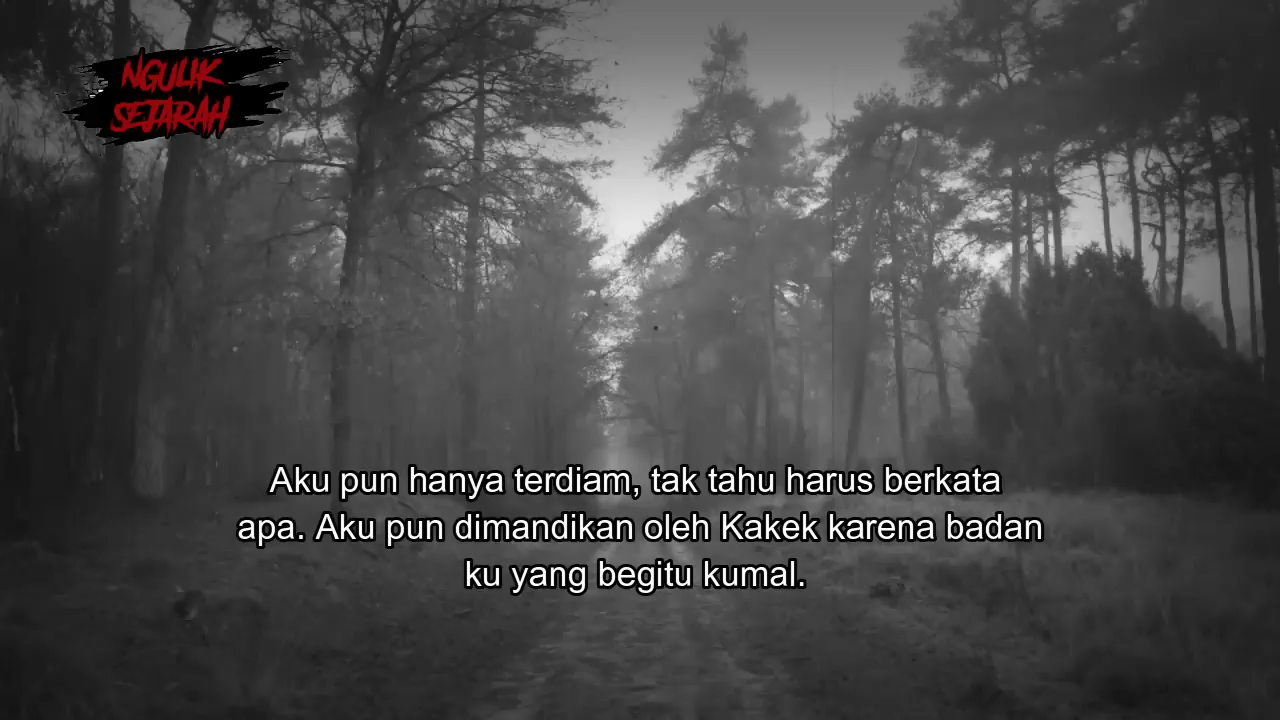 NGULIK
SEJARAH
Aku pun hanya terdiam, tak tahu harus berkata
apa. Aku pun dimandikan oleh Kakek karena badan
ku yang begitu kumal.